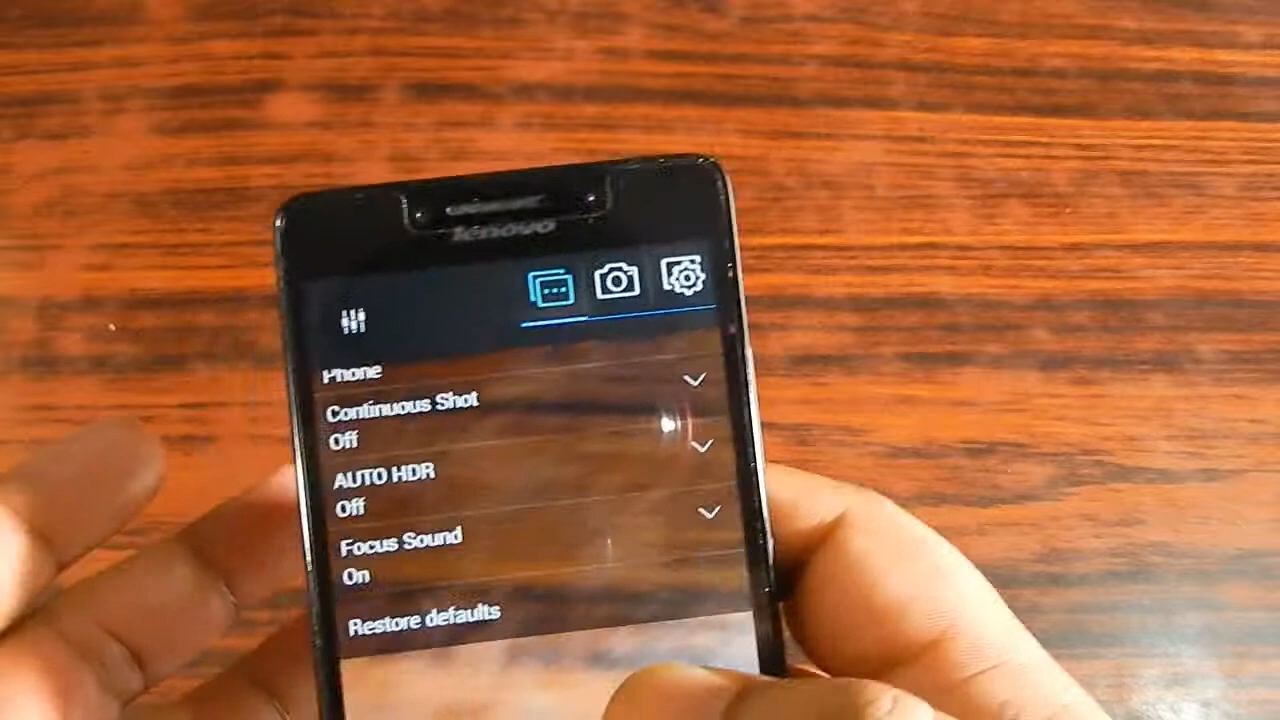 lenovo
Phone
Continuous Shot
Off
AUTO HDR
Off
Focus Sound
On
Restore defaults